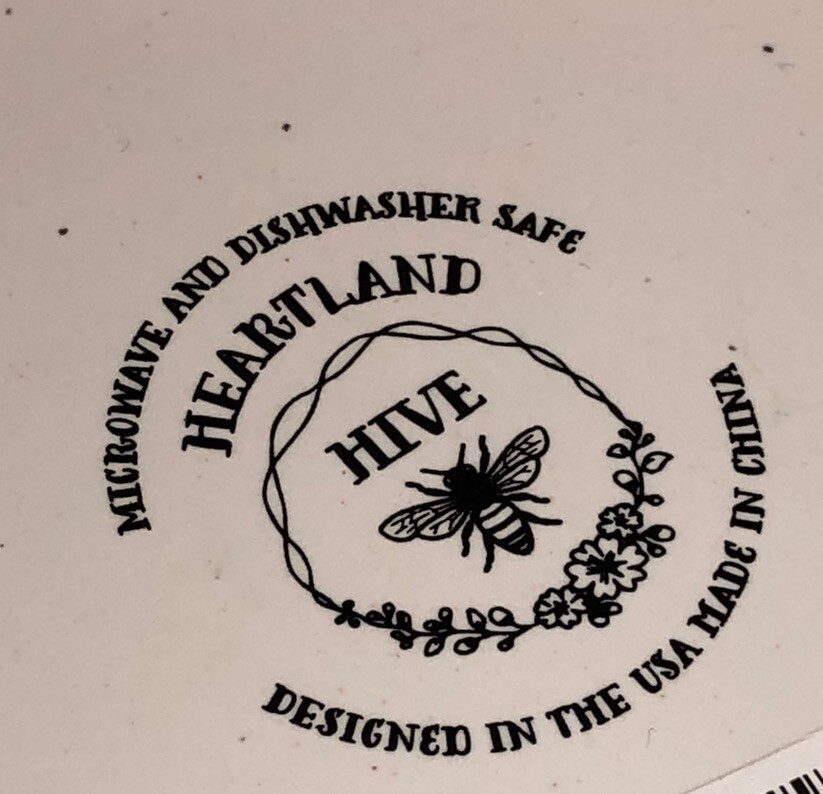 MICROWAVE AND DISHWASHER SAFE
HEARTLAND
HIVE
DESIGNED IN THE USA MADE IN CHINA